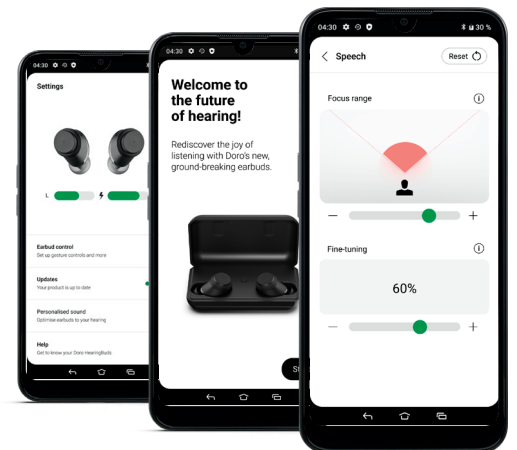 04:30
Settings
L
Earbud control
Set up gesture controls and more
Updates
Your product is up to date
Personalised sound
Optimise earbuds to your hearing
Help
Get to know your Doro HearingBuds
04:30
Welcome to
the future
of hearing!
Rediscover the joy of
listening with Doro's new,
ground-breaking earbuds.
04:30
30 %
Speech
Reset
Focus range
i
Fine-tuning
i
60%